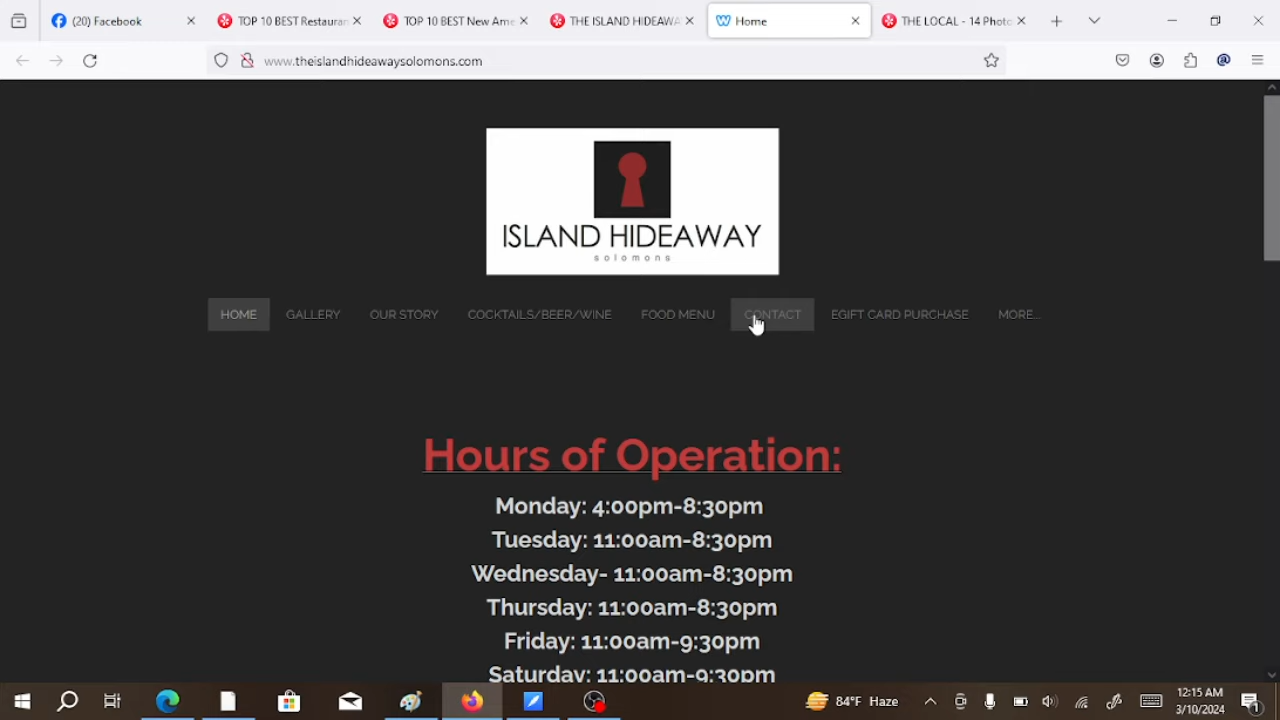 (20) Facebook
TOP 10 BEST Restauran
TOP 10 BEST New Ame
THE ISLAND HIDEAWA
Home
THE LOCAL - 14 Photo
www.theislandhideawaysolomons.com
ISLAND HIDEAWAY
solomons
HOME
GALLERY
OUR STORY
COCKTAILS/BEER/WINE
FOOD MENU
CONTACT
EGIFT CARD PURCHASE
MORE...
Hours of Operation:
Monday: 4:00pm-8:30pm
Tuesday: 11:00am-8:30pm
Wednesday- 11:00am-8:30pm
Thursday: 11:00am-8:30pm
Friday: 11:00am-9:30pm
Saturday: 11:00am-9:30pm
84°F Haze
12:15 AM
3/10/2024
1